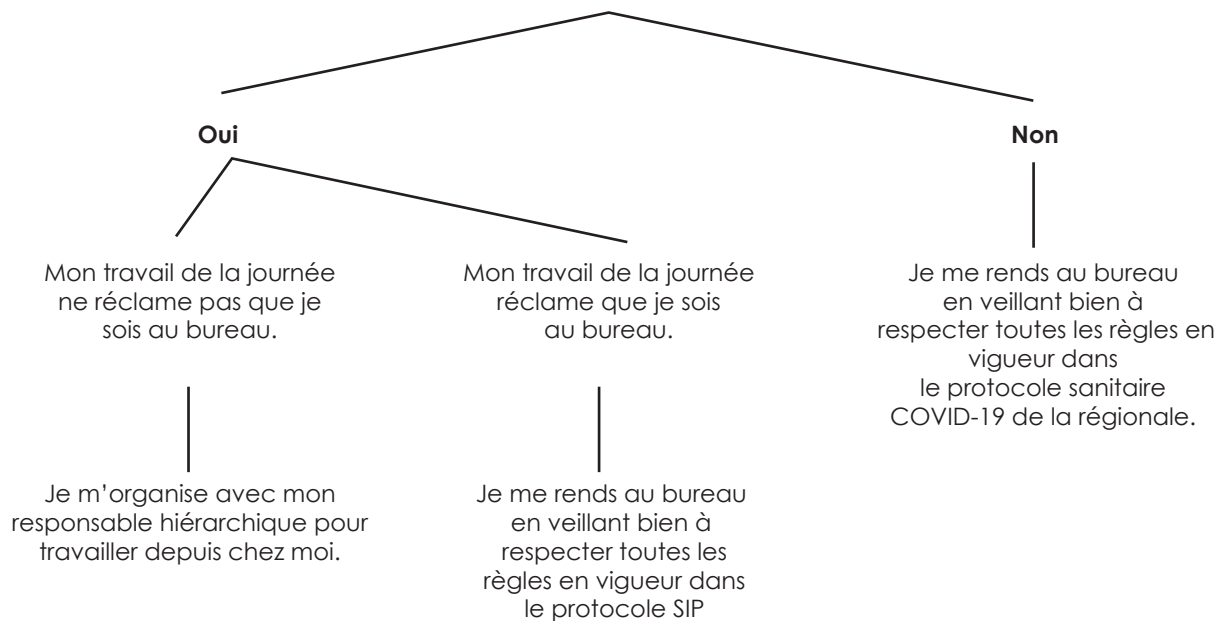 Oui
Non
Mon travail de la journée
ne réclame pas que je
sois au bureau.
Mon travail de la journée
réclame que je sois
au bureau.
Je me rends au bureau
en veillant bien à
respecter toutes les règles en
vigueur dans
le protocole sanitaire
COVID-19 de la régionale.
Je m’organise avec mon
responsable hiérarchique pour
travailler depuis chez moi.
Je me rends au bureau
en veillant bien à
respecter toutes les
règles en vigueur dans
le protocole SIP